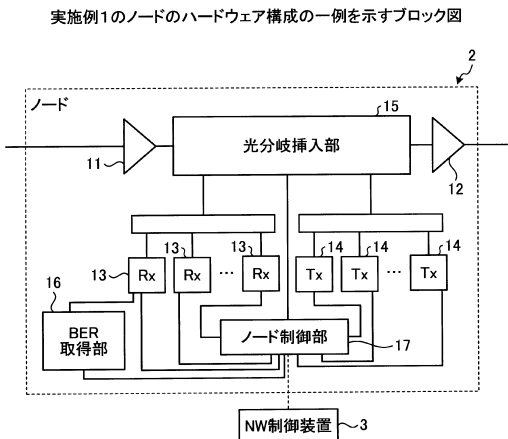 実施例1のノードのハードウェア構成の一例を示すブロック図
2
ノード
15
光分岐挿入部
11
12
13 13 14 14 14
13 Rx Rx … Rx Tx Tx … Tx
16
BER
取得部
ノード制御部
17
NW制御装置 3